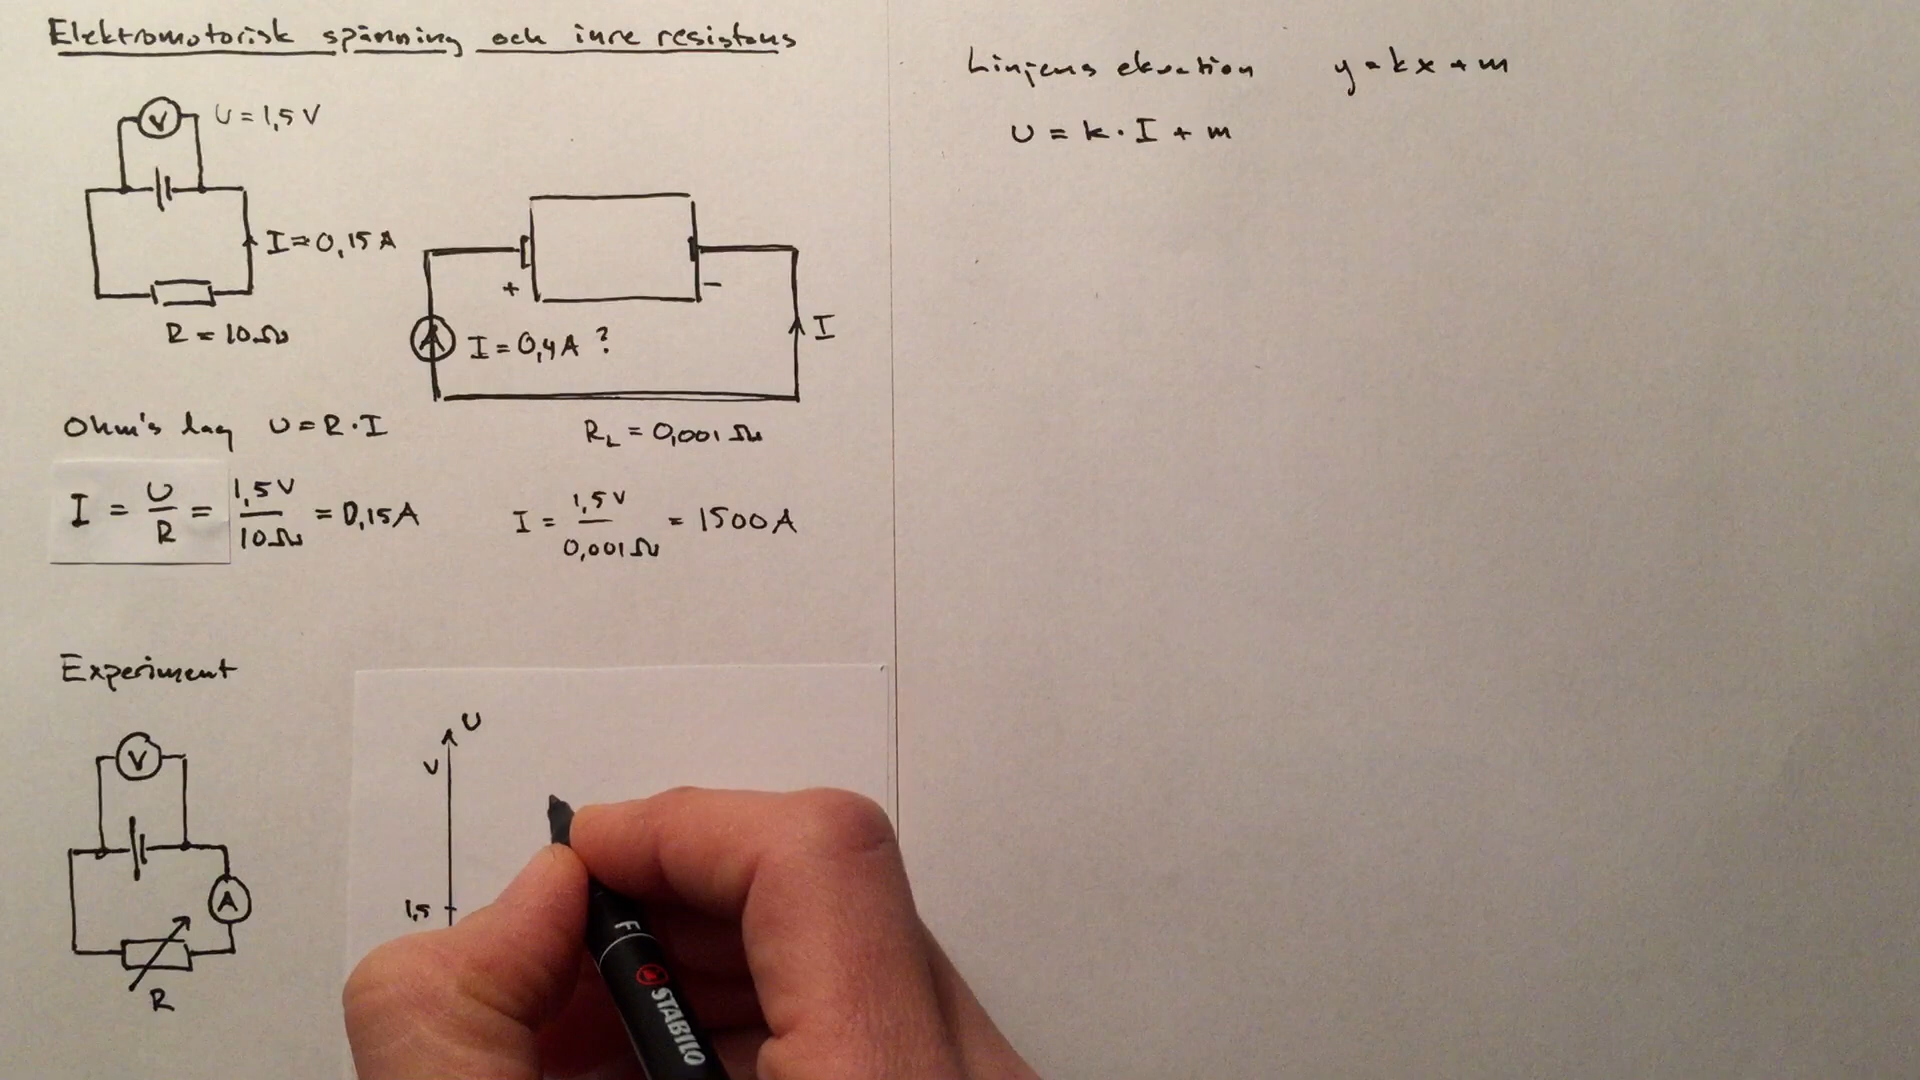 Elektromotorisk spänning och inre resistans
V
U = 1,5 V
I = 0,15 A
R = 10 Ω
+
-
A
I = 0,4 A ?
I
Ohm's lag U = R · I
R_L = 0,001 Ω
I = U/R = 1,5 V/10 Ω = 0,15 A
I = 1,5 V/0,001 Ω = 1500 A
Experiment
V
A
R
U
V
1,5
Linjens ekvation y = kx + m
U = k · I + m
F
STABILO